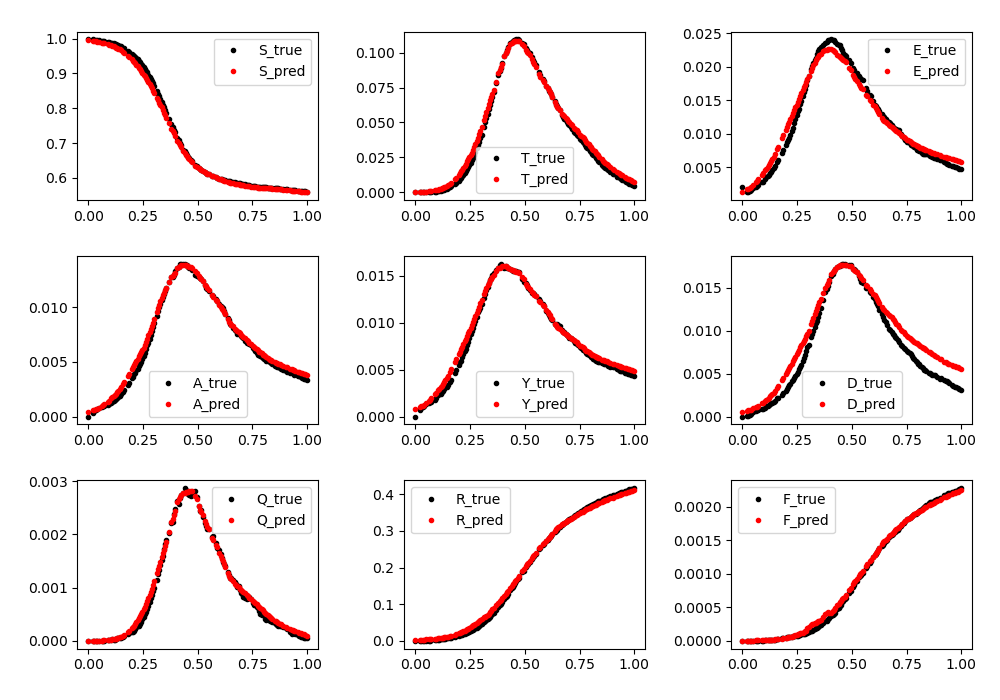 1.0
0.9
0.8
0.7
0.6
0.00 0.25 0.50 0.75 1.00
S_true
S_pred
0.100
0.075
0.050
0.025
0.000
0.00 0.25 0.50 0.75 1.00
T_true
T_pred
0.025
0.020
0.015
0.010
0.005
0.00 0.25 0.50 0.75 1.00
E_true
E_pred
0.010
0.005
0.000
0.00 0.25 0.50 0.75 1.00
A_true
A_pred
0.015
0.010
0.005
0.000
0.00 0.25 0.50 0.75 1.00
Y_true
Y_pred
0.015
0.010
0.005
0.000
0.00 0.25 0.50 0.75 1.00
D_true
D_pred
0.003
0.002
0.001
0.000
0.00 0.25 0.50 0.75 1.00
Q_true
Q_pred
0.4
0.3
0.2
0.1
0.0
0.00 0.25 0.50 0.75 1.00
R_true
R_pred
0.0020
0.0015
0.0010
0.0005
0.0000
0.00 0.25 0.50 0.75 1.00
F_true
F_pred